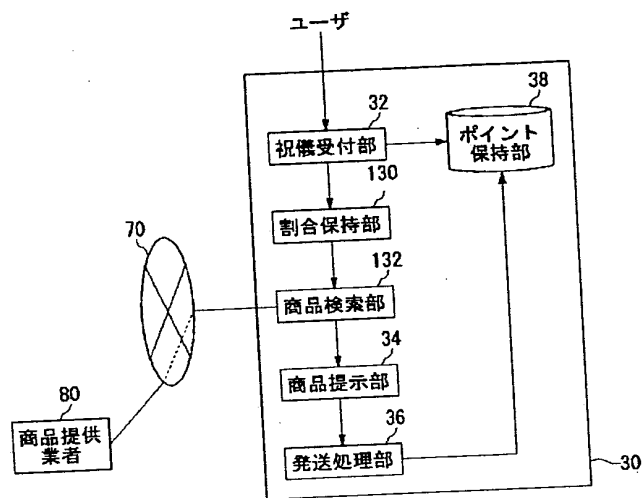 ユーザ
38
32
ポイント
保持部
祝儀受付部
130
割合保持部
70
132
商品検索部
34
商品提示部
80
36
商品提供
業者
発送処理部
30